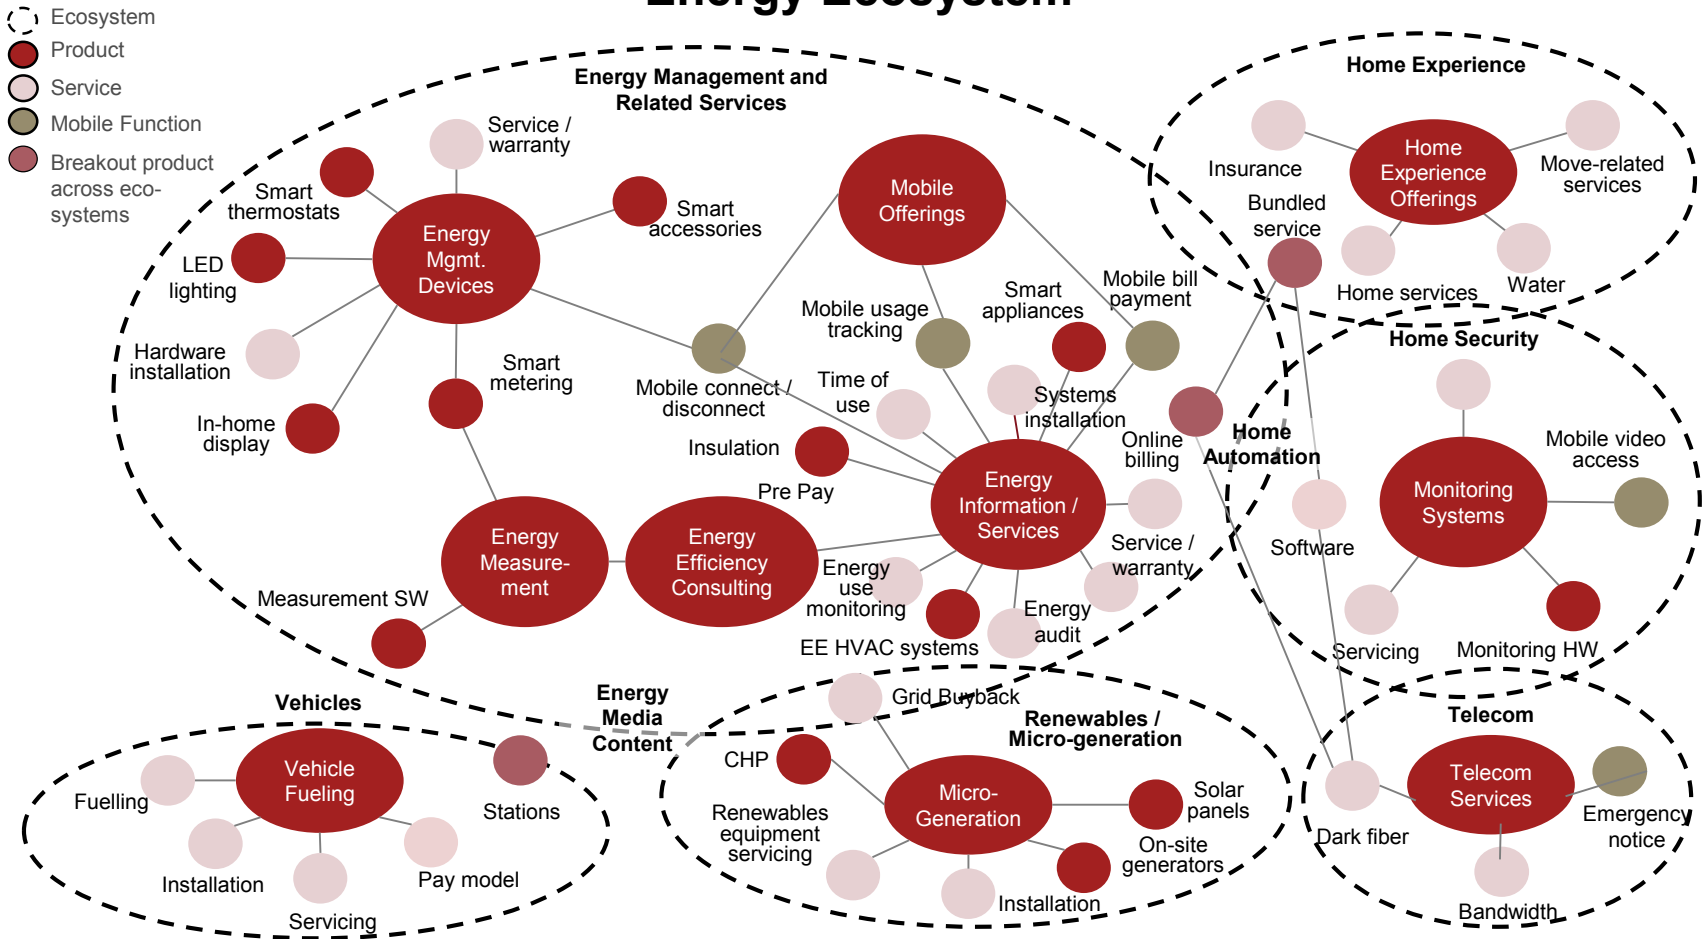 Energy Ecosystem
Ecosystem
Product
Service
Mobile Function
Breakout product
across eco-
systems
Energy Management and
Related Services
Service /
warranty
Smart
thermostats
Smart
accessories
LED
lighting
Energy
Mgmt.
Devices
Hardware
installation
In-home
display
Smart
metering
Mobile
Offerings
Mobile usage
tracking
Smart
appliances
Mobile bill
payment
Mobile connect /
disconnect
Time of
use
Systems
installation
Insulation
Pre Pay
Online
billing
Energy
Information /
Services
Energy
Measure-
ment
Energy
Efficiency
Consulting
Measurement SW
Energy
use
monitoring
EE HVAC systems
Energy
audit
Service /
warranty
Home Experience
Insurance
Home
Experience
Offerings
Move-related
services
Bundled
service
Home services
Water
Home Security
Home
Automation
Monitoring
Systems
Mobile video
access
Software
Servicing
Monitoring HW
Vehicles
Vehicle
Fueling
Fuelling
Stations
Installation
Servicing
Pay model
Energy
Media
Content
Grid Buyback
Renewables /
Micro-generation
CHP
Micro-
Generation
Solar
panels
Renewables
equipment
servicing
On-site
generators
Installation
Telecom
Telecom
Services
Dark fiber
Emergency
notice
Bandwidth